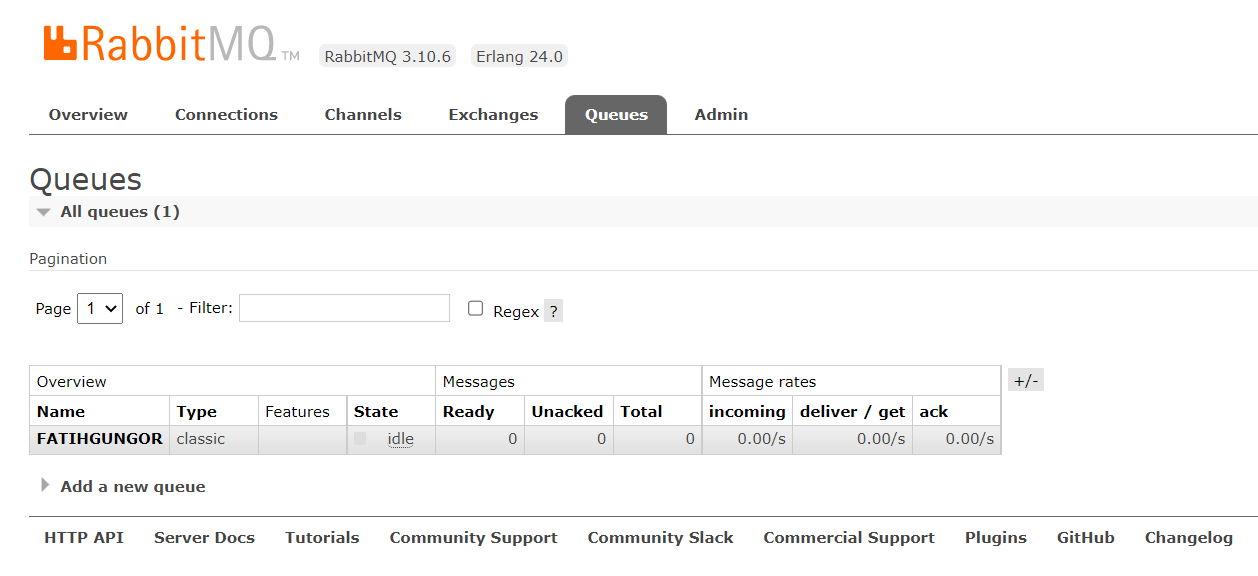 RabbitMQ TM RabbitMQ 3.10.6 Erlang 24.0
Overview Connections Channels Exchanges Queues Admin
Queues
All queues (1)
Pagination
Page 1 of 1 - Filter: Regex ?
Overview Messages Message rates +/-
Name Type Features State Ready Unacked Total incoming deliver / get ack
FATIHGUNGOR classic idle 0 0 0 0.00/s 0.00/s 0.00/s
Add a new queue
HTTP API Server Docs Tutorials Community Support Community Slack Commercial Support Plugins GitHub Changelog